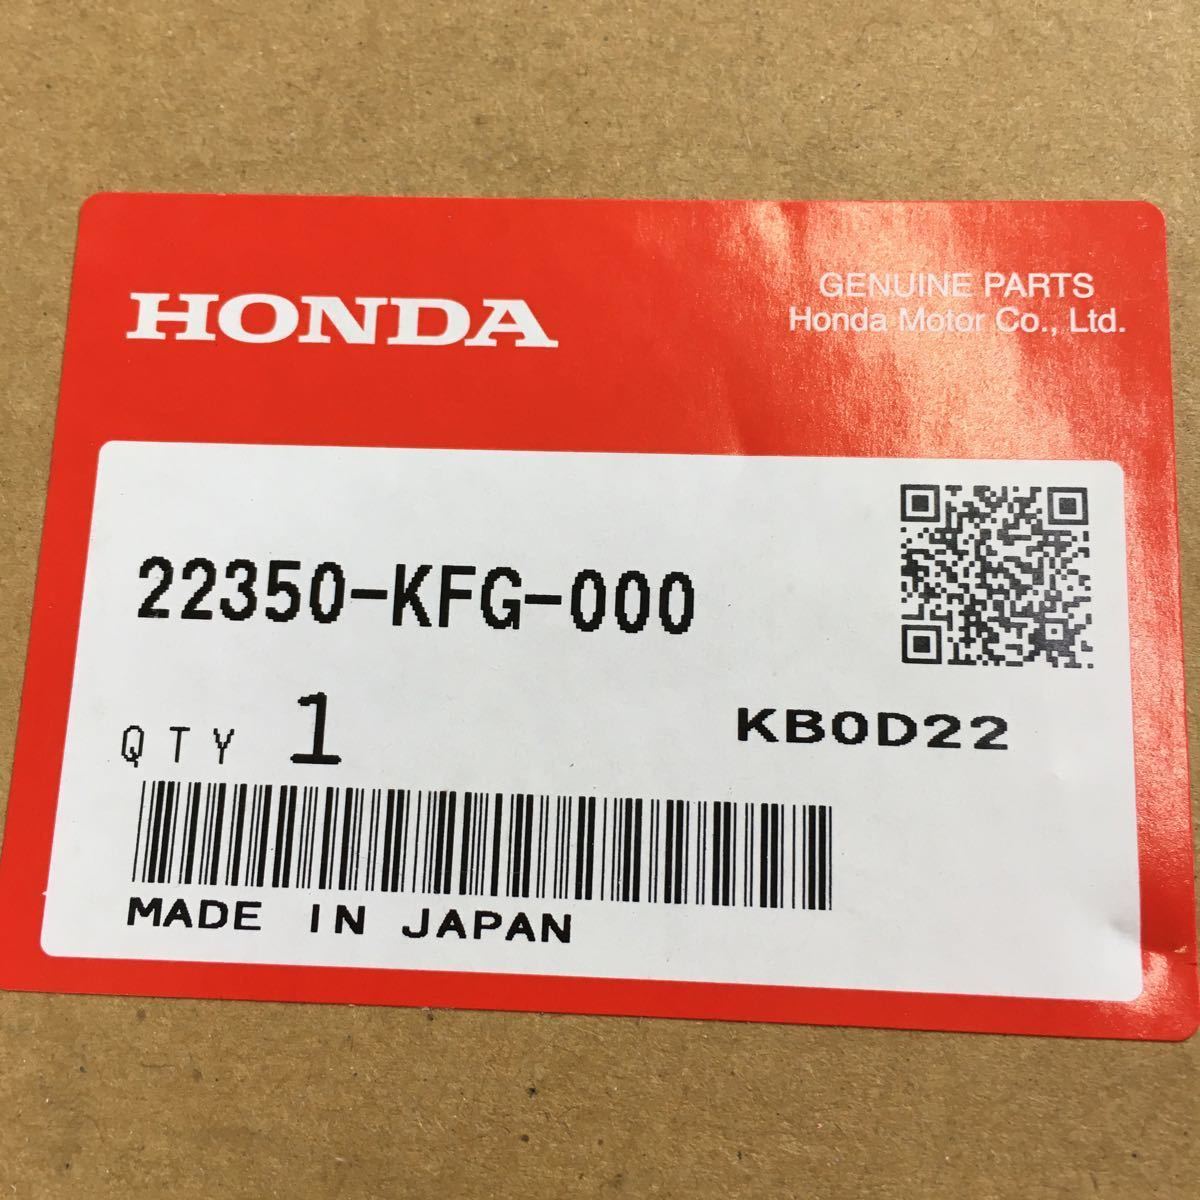 HONDA
GENUINE PARTS
Honda Motor Co., Ltd.
22350-KFG-000
QTY 1
KB0D22
MADE IN JAPAN